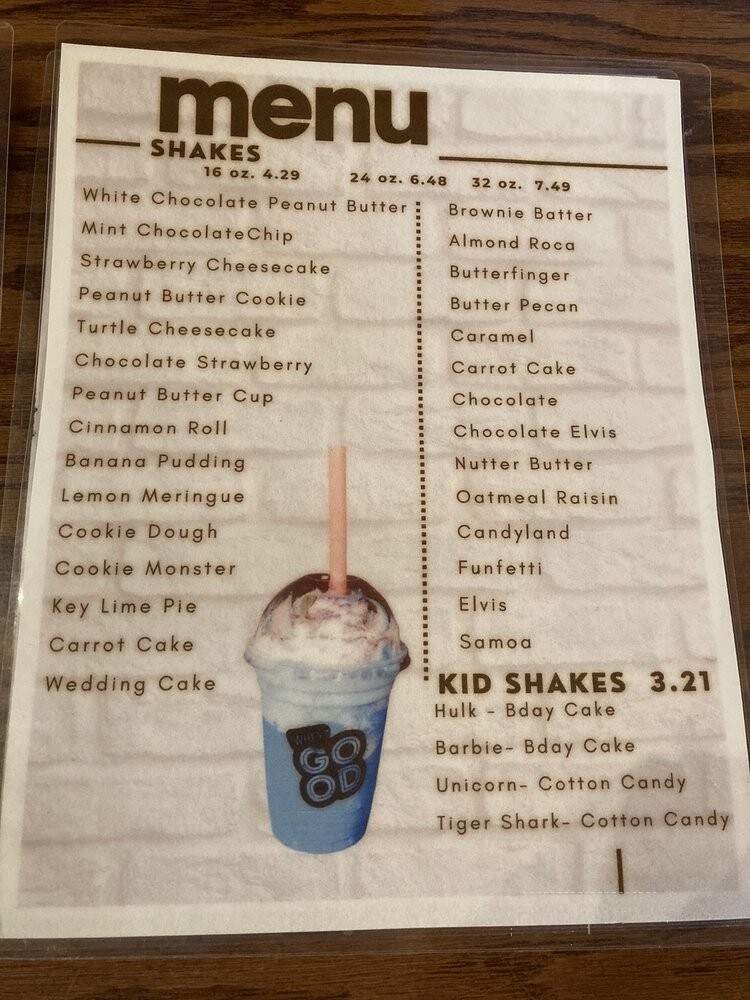 menu
SHAKES
16 oz. 4.29 24 oz. 6.48 32 oz. 7.49
White Chocolate Peanut Butter
Mint ChocolateChip
Strawberry Cheesecake
Peanut Butter Cookie
Turtle Cheesecake
Chocolate Strawberry
Peanut Butter Cup
Cinnamon Roll
Banana Pudding
Lemon Meringue
Cookie Dough
Cookie Monster
Key Lime Pie
Carrot Cake
Wedding Cake
Brownie Batter
Almond Roca
Butterfinger
Butter Pecan
Caramel
Carrot Cake
Chocolate
Chocolate Elvis
Nutter Butter
Oatmeal Raisin
Candyland
Funfetti
Elvis
Samoa
KID SHAKES 3.21
Hulk - Bday Cake
Barbie- Bday Cake
Unicorn- Cotton Candy
Tiger Shark- Cotton Candy
GO
OD